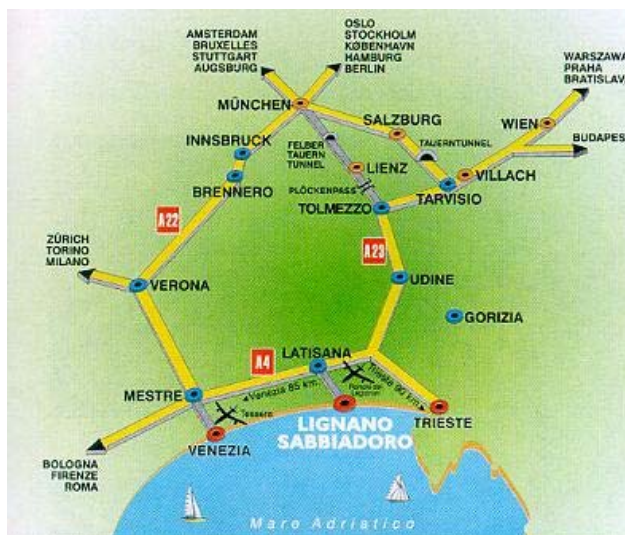 AMSTERDAM
BRUXELLES
STUTTGART
AUGSBURG
OSLO
STOCKHOLM
KØBENHAVN
HAMBURG
BERLIN
WARSZAWA
PRAHA
BRATISLAVA
MÜNCHEN
SALZBURG
WIEN
BUDAPES
INNSBRUCK
FELBER
TAUERN
TUNNEL
TAUERNTUNNEL
LIENZ
VILLACH
BRENNERO
PLÖCKENPASS
TARVISIO
TOLMEZZO
A22
A23
ZÜRICH
TORINO
MILANO
VERONA
UDINE
GORIZIA
A4
LATISANA
Venezia 85 km.
Trieste 90 km.
MESTRE
Tessera
LIGNANO
SABBIADORO
TRIESTE
VENEZIA
BOLOGNA
FIRENZE
ROMA
Mare Adriatico